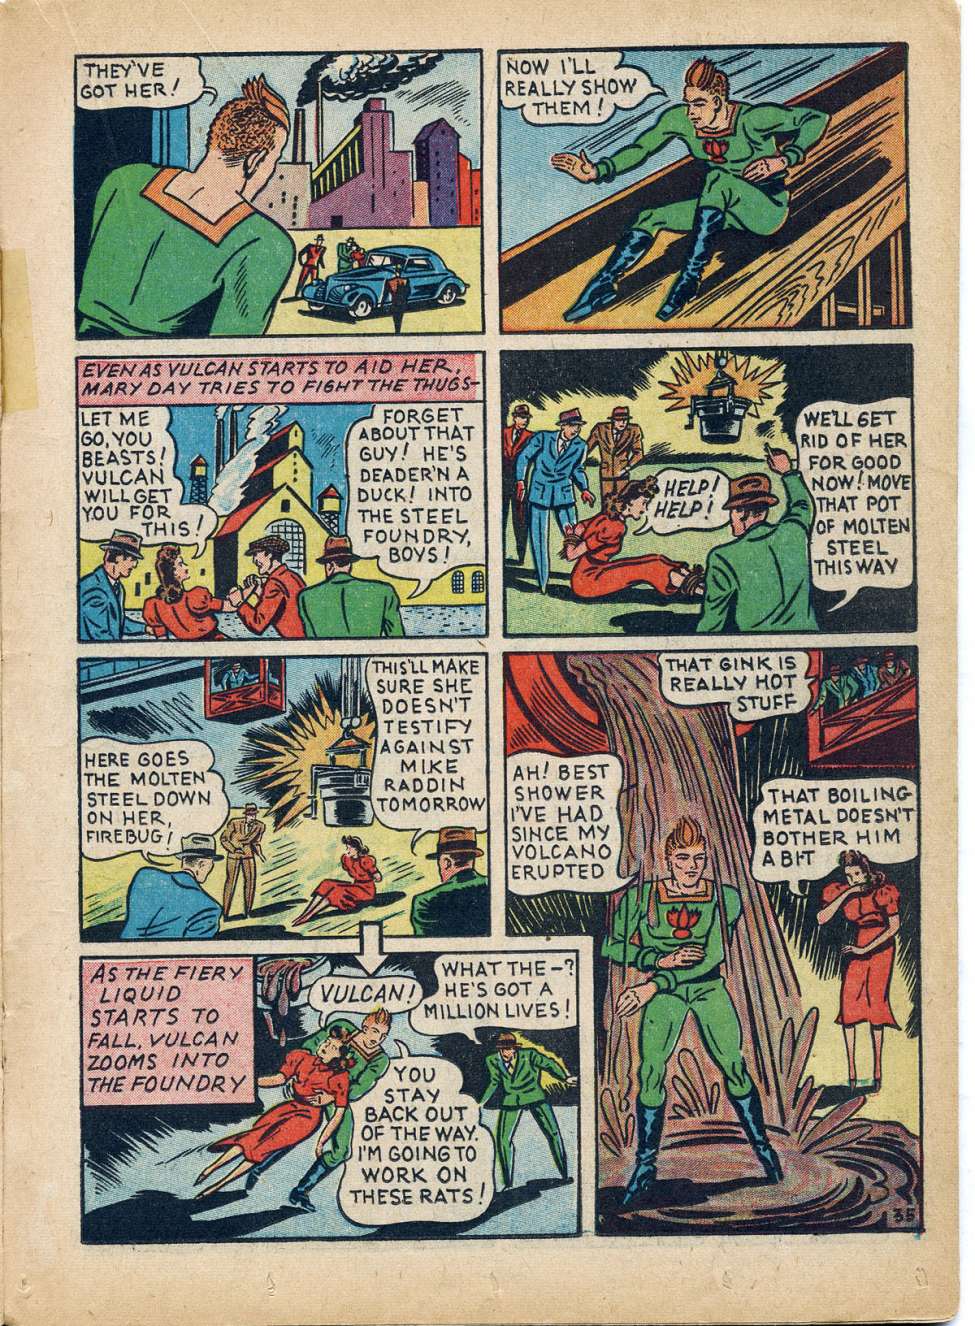 THEY'VE
GOT HER!
NOW I'LL
REALLY SHOW
THEM!
EVEN AS VULCAN STARTS TO AID HER,
MARY DAY TRIES TO FIGHT THE THUGS-
LET ME
GO, YOU
BEASTS!
VULCAN
WILL GET
YOU FOR
THIS!
FORGET
ABOUT THAT
GUY! HE'S
DEADER'N A
DUCK! INTO
THE STEEL
FOUNDRY,
BOYS!
HELP!
HELP!
WE'LL GET
RID OF HER
FOR GOOD
NOW! MOVE
THAT POT
OF MOLTEN
STEEL
THIS WAY
HERE GOES
THE MOLTEN
STEEL DOWN
ON HER,
FIREBUG!
THIS'LL MAKE
SURE SHE
DOESN'T
TESTIFY
AGAINST
MIKE
RADDIN
TOMORROW
AS THE FIERY
LIQUID
STARTS TO
FALL, VULCAN
ZOOMS INTO
THE FOUNDRY
VULCAN!
WHAT THE-?
HE'S GOT A
MILLION LIVES!
YOU
STAY
BACK OUT
OF THE WAY.
I'M GOING TO
WORK ON
THESE RATS!
THAT GINK IS
REALLY HOT
STUFF
AH! BEST
SHOWER
I'VE HAD
SINCE MY
VOLCANO
ERUPTED
THAT BOILING
METAL DOESN'T
BOTHER HIM
A BIT
35